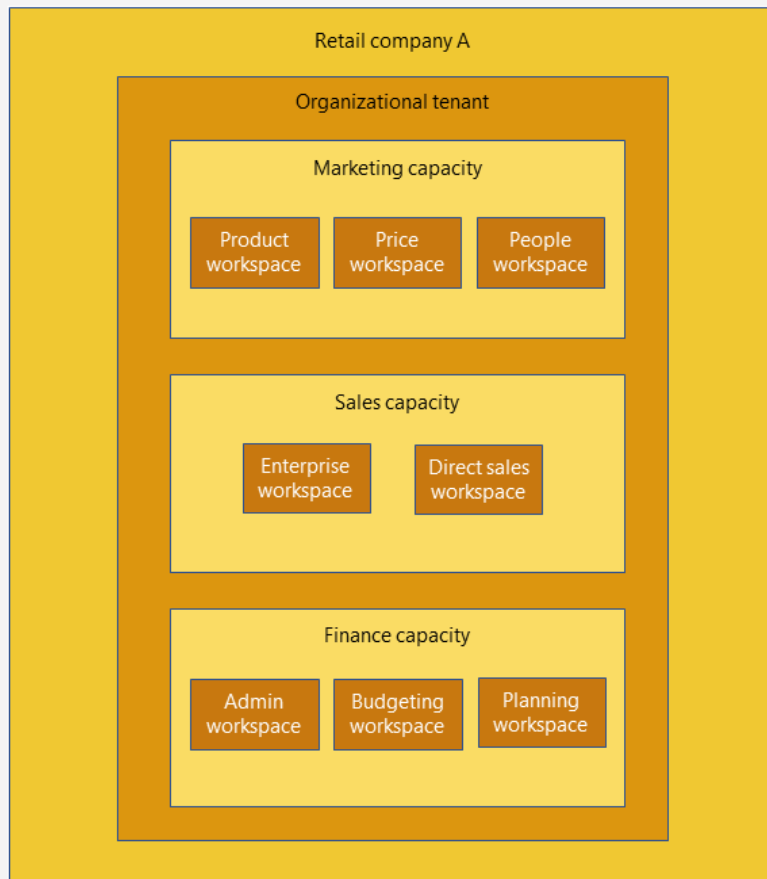 Retail company A
Organizational tenant
Marketing capacity
Product
workspace
Price
workspace
People
workspace
Sales capacity
Enterprise
workspace
Direct sales
workspace
Finance capacity
Admin
workspace
Budgeting
workspace
Planning
workspace